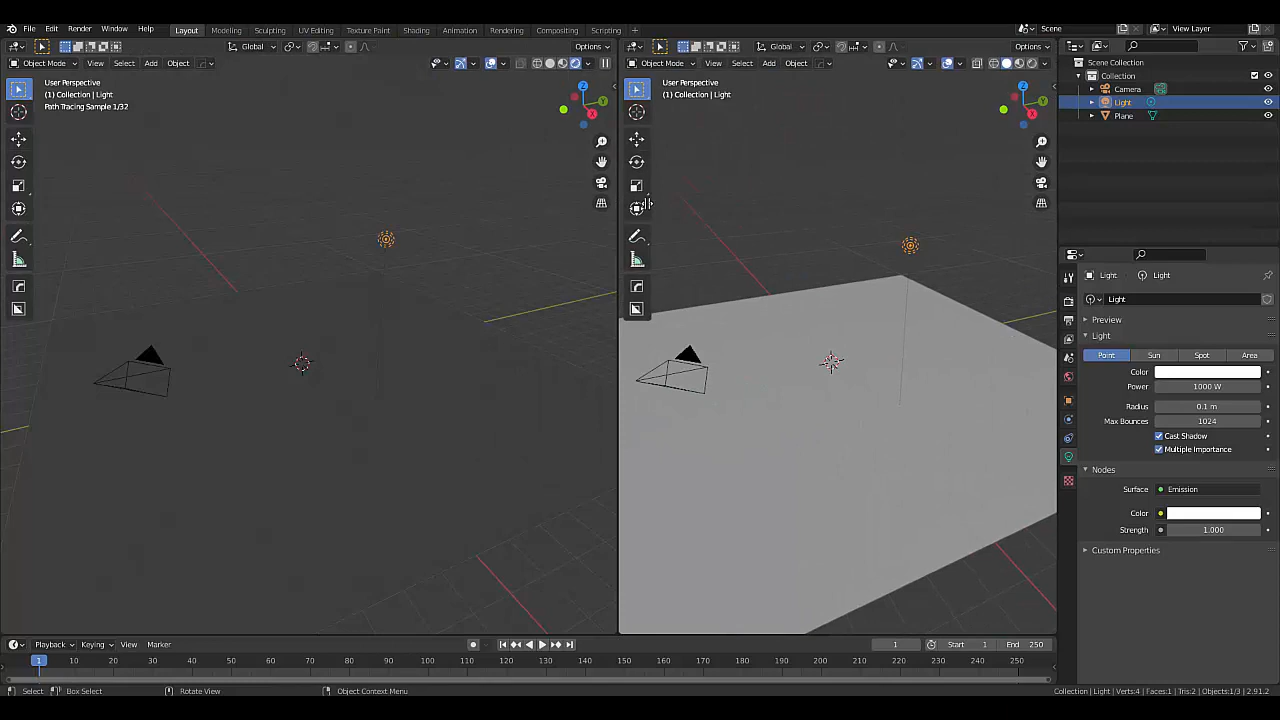 File Edit Render Window Help Layout Modeling Sculpting UV Editing Texture Paint Shading Animation Rendering Compositing Scripting + Scene View Layer
Global Options Global Options
Object Mode View Select Add Object Object Mode View Select Add Object
Scene Collection
Collection
Camera
Light
Plane
User Perspective
(1) Collection | Light
Path Tracing Sample 1/32
User Perspective
(1) Collection | Light
Z
Y
X
Z
Y
X
Light Light
Light
Preview
Light
Point Sun Spot Area
Color
Power 1000 W
Radius 0.1 m
Max Bounces 1024
Cast Shadow
Multiple Importance
Nodes
Surface Emission
Color
Strength 1.000
Custom Properties
Playback Keying View Marker 1 Start 1 End 250
1 10 20 30 40 50 60 70 80 90 100 110 120 130 140 150 160 170 180 190 200 210 220 230 240 250
Select Box Select Rotate View Object Context Menu Collection | Light | Verts:4 | Faces:1 | Tris:2 | Objects:1/3 | 2.91.2